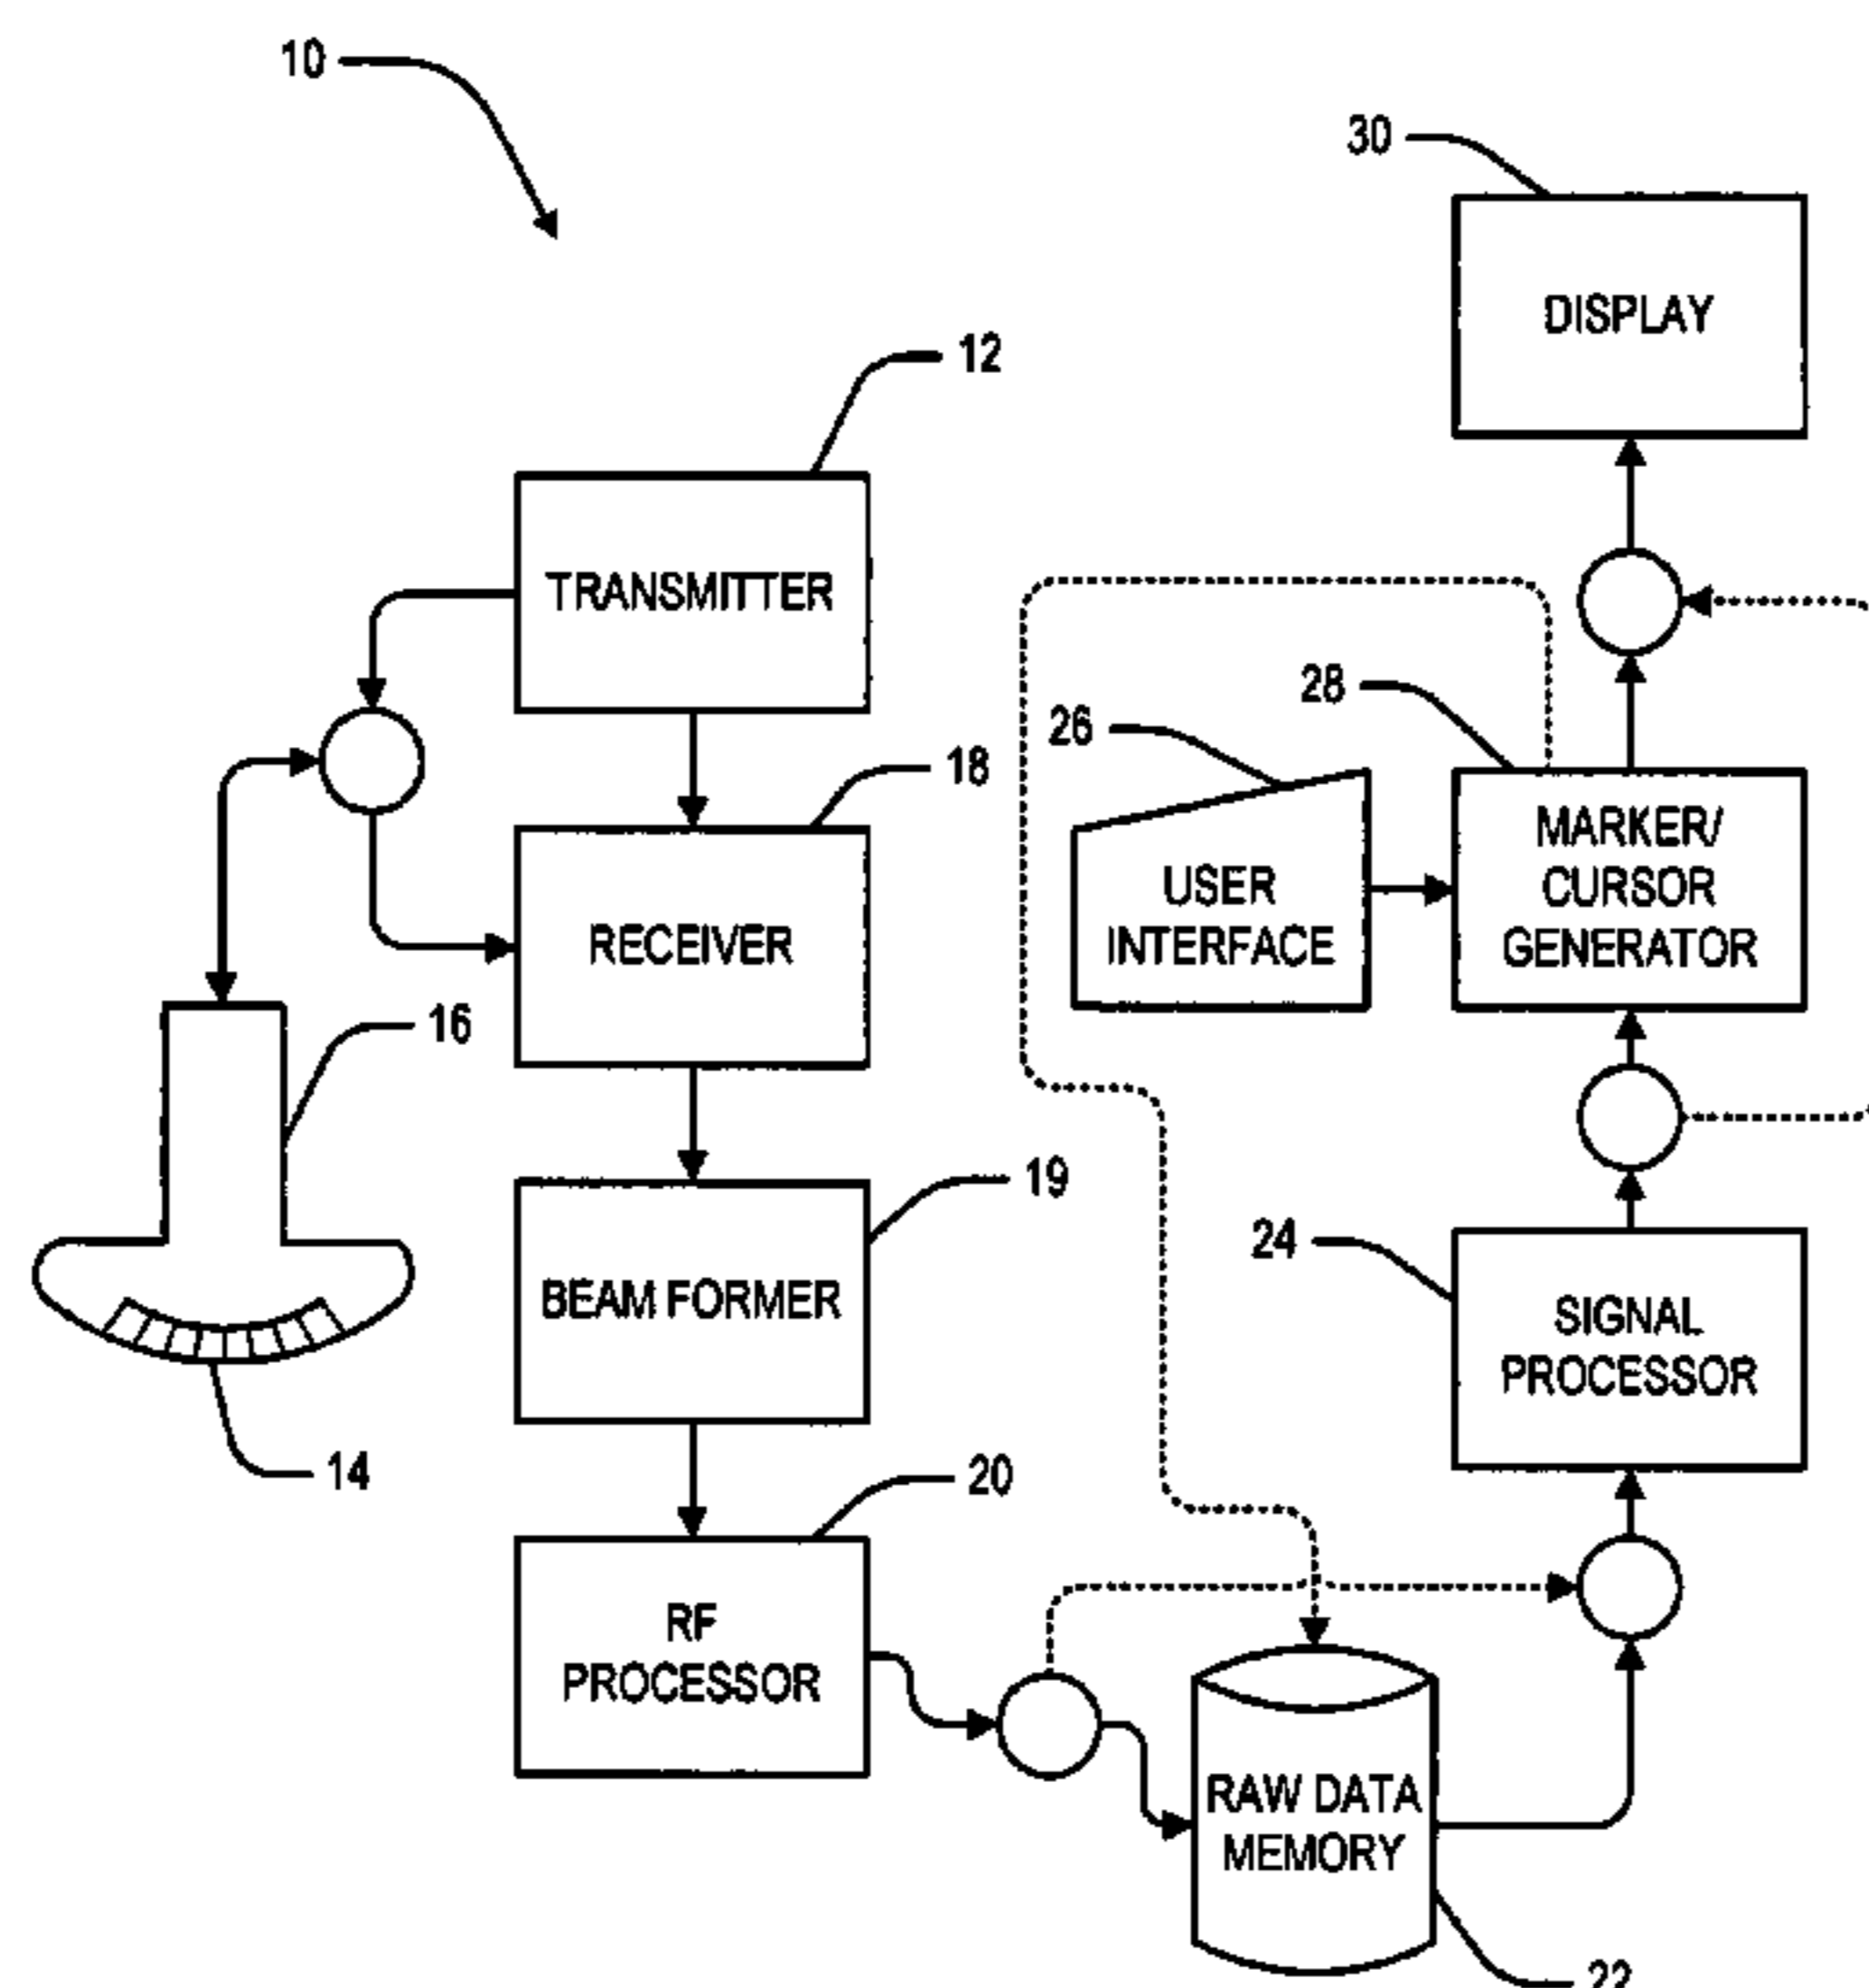 10
30
DISPLAY
12
TRANSMITTER
28
26
18
MARKER/
CURSOR
GENERATOR
USER
INTERFACE
RECEIVER
16
19
24
BEAM FORMER
SIGNAL
PROCESSOR
14
20
RF
PROCESSOR
RAW DATA
MEMORY
22